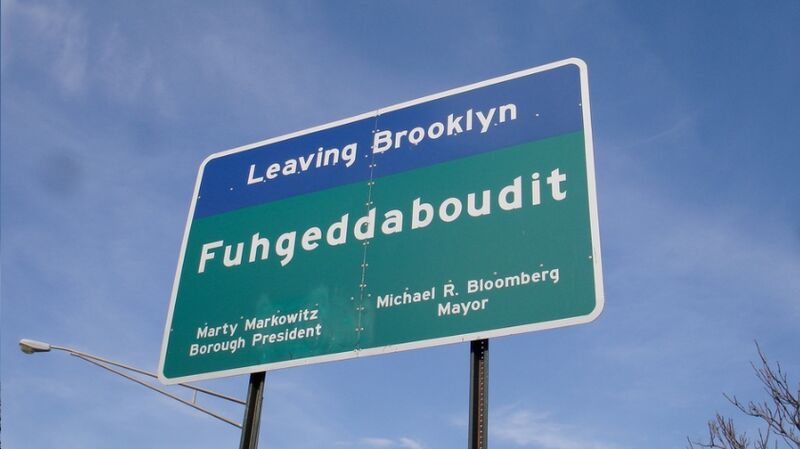 Leaving Brooklyn
Fuhgeddaboudit
Marty Markowitz
Borough President
Michael R. Bloomberg
Mayor